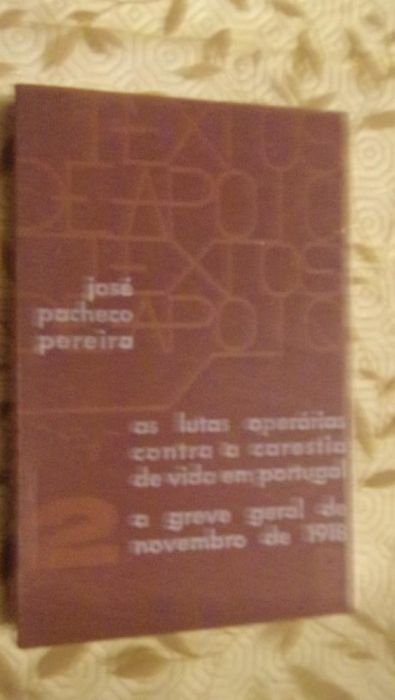 TEXTOS
DE APOIO
TEXTOS
DE APOIO
josé
pacheco
pereira
as lutas operárias
contra a carestia
de vida em portugal
2
a greve geral de
novembro de 1918